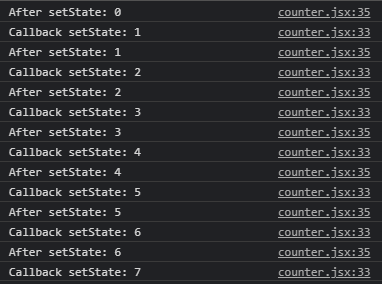 After setState: 0 counter.jsx:35
Callback setState: 1 counter.jsx:33
After setState: 1 counter.jsx:35
Callback setState: 2 counter.jsx:33
After setState: 2 counter.jsx:35
Callback setState: 3 counter.jsx:33
After setState: 3 counter.jsx:35
Callback setState: 4 counter.jsx:33
After setState: 4 counter.jsx:35
Callback setState: 5 counter.jsx:33
After setState: 5 counter.jsx:35
Callback setState: 6 counter.jsx:33
After setState: 6 counter.jsx:35
Callback setState: 7 counter.jsx:33